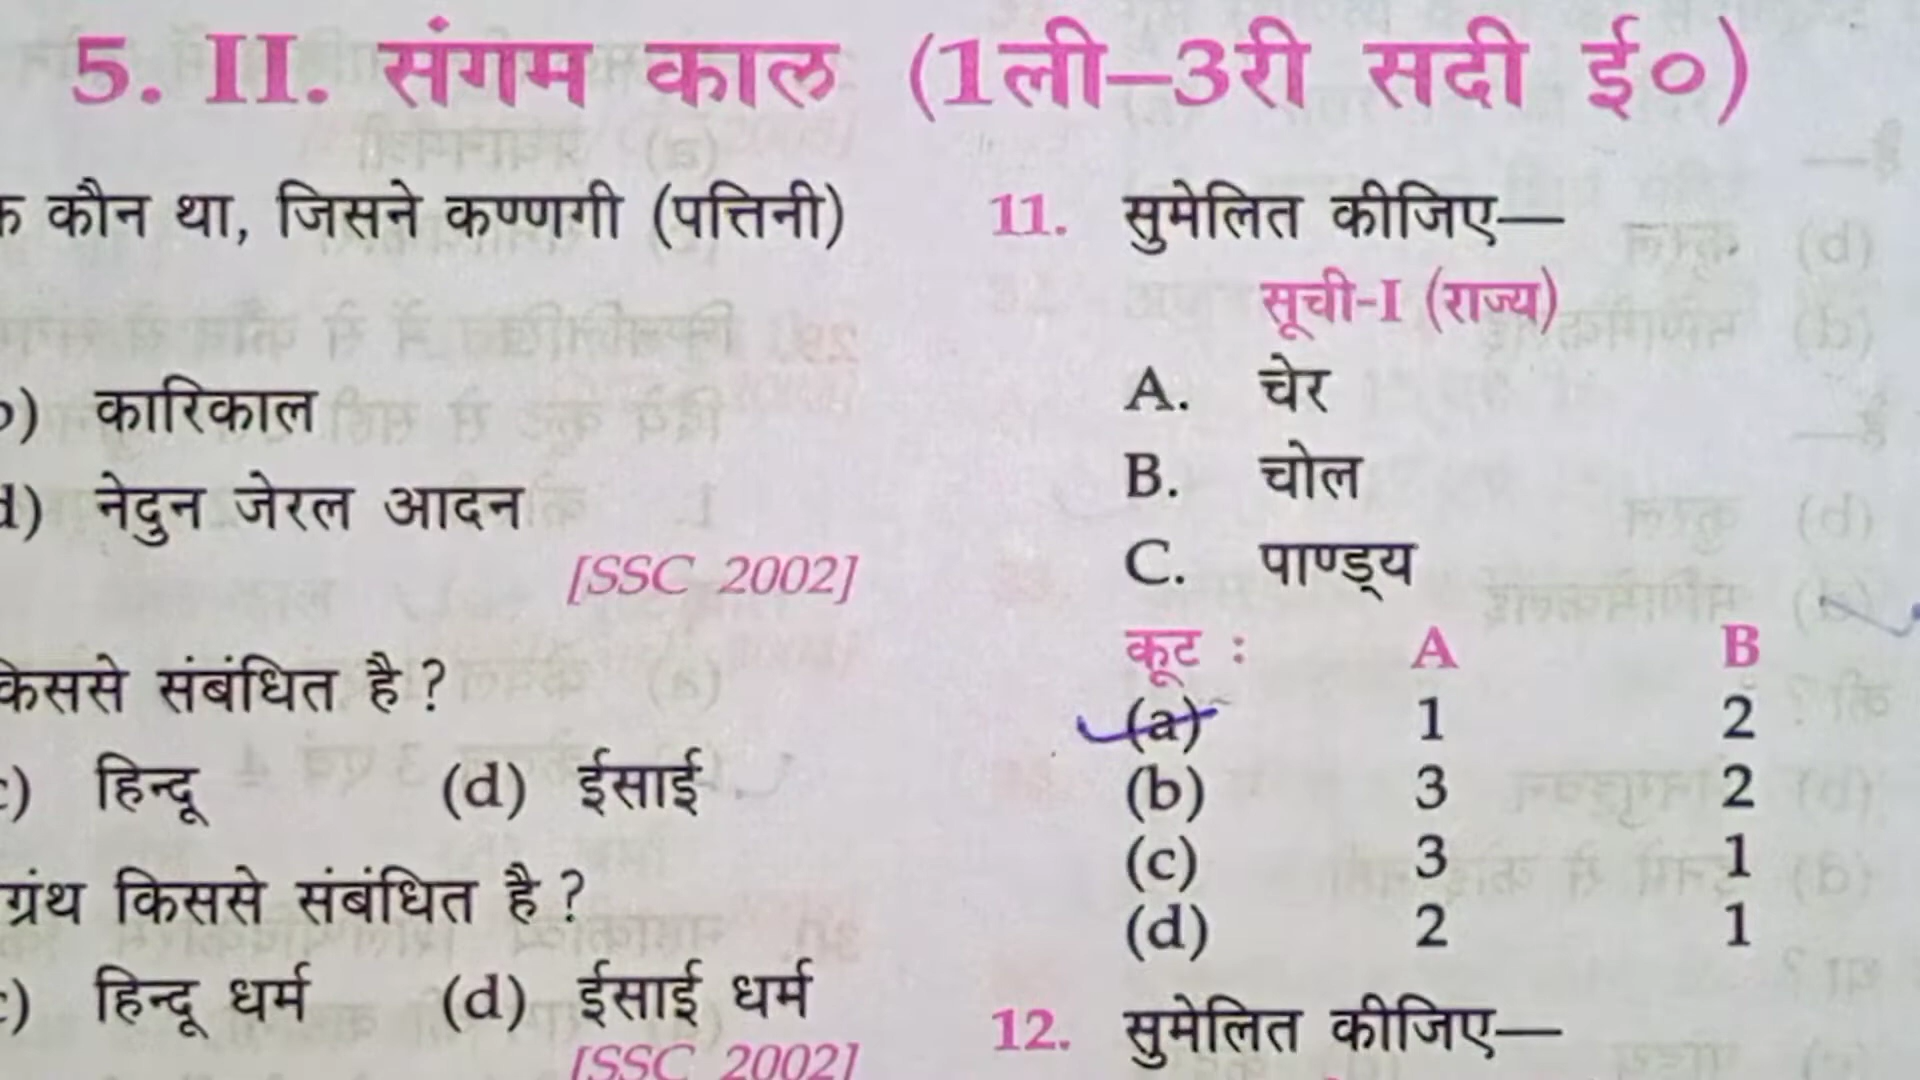 5. II. संगम काल (1ली–3री सदी ई०)
कौन था, जिसने कण्णगी (पत्तिनी)
b) कारिकाल
d) नेदुन जेरल आदन
[SSC 2002]
किससे संबंधित है ?
c) हिन्दू (d) ईसाई
ग्रंथ किससे संबंधित है ?
c) हिन्दू धर्म (d) ईसाई धर्म
[SSC 2002]
11. सुमेलित कीजिए—
सूची-I (राज्य)
A. चेर
B. चोल
C. पाण्ड्य
कूट : A B
(a) 1 2
(b) 3 2
(c) 3 1
(d) 2 1
12. सुमेलित कीजिए—